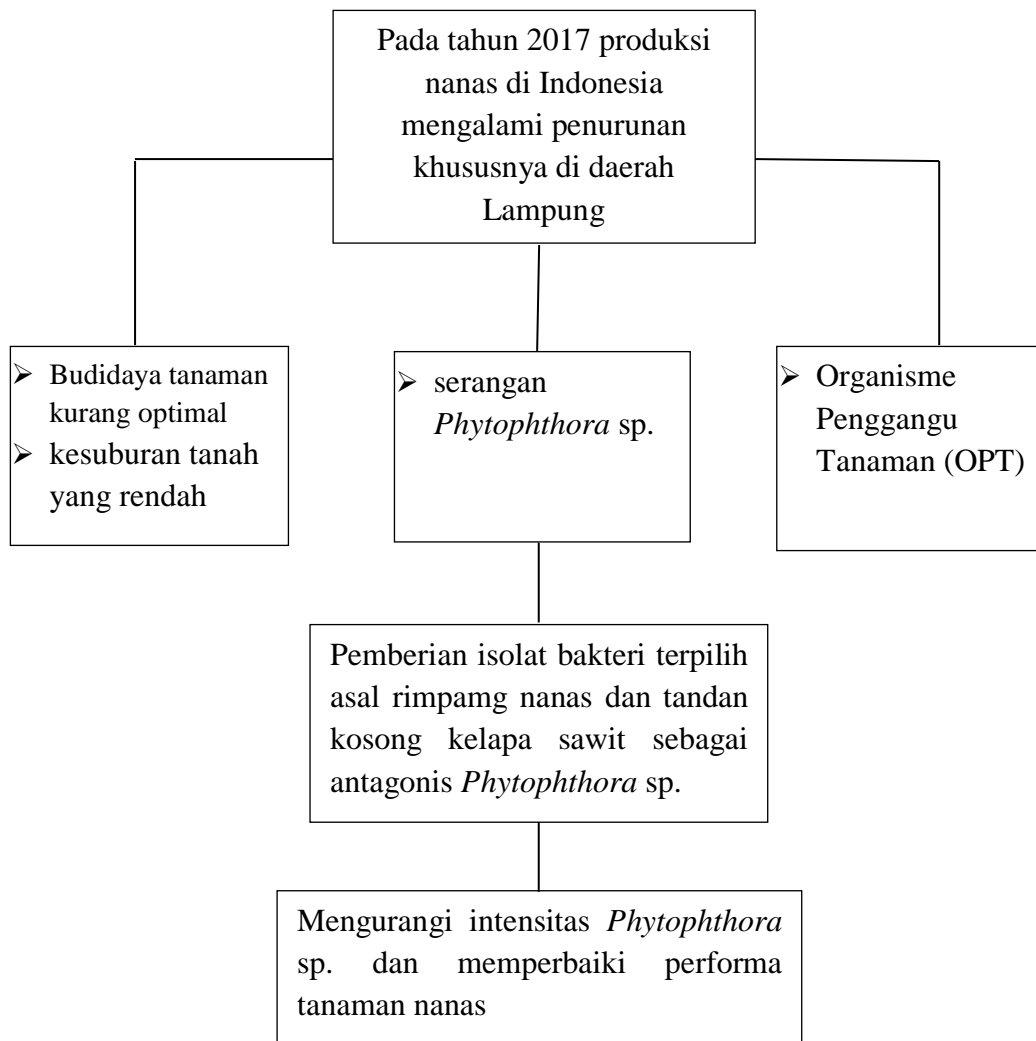 Pada tahun 2017 produksi
nanas di Indonesia
mengalami penurunan
khususnya di daerah
Lampung
➢ Budidaya tanaman
kurang optimal
➢ kesuburan tanah
yang rendah
➢ serangan
Phytophthora sp.
➢ Organisme
Penggangu
Tanaman (OPT)
Pemberian isolat bakteri terpilih
asal rimpamg nanas dan tandan
kosong kelapa sawit sebagai
antagonis Phytophthora sp.
Mengurangi intensitas Phytophthora
sp. dan memperbaiki performa
tanaman nanas